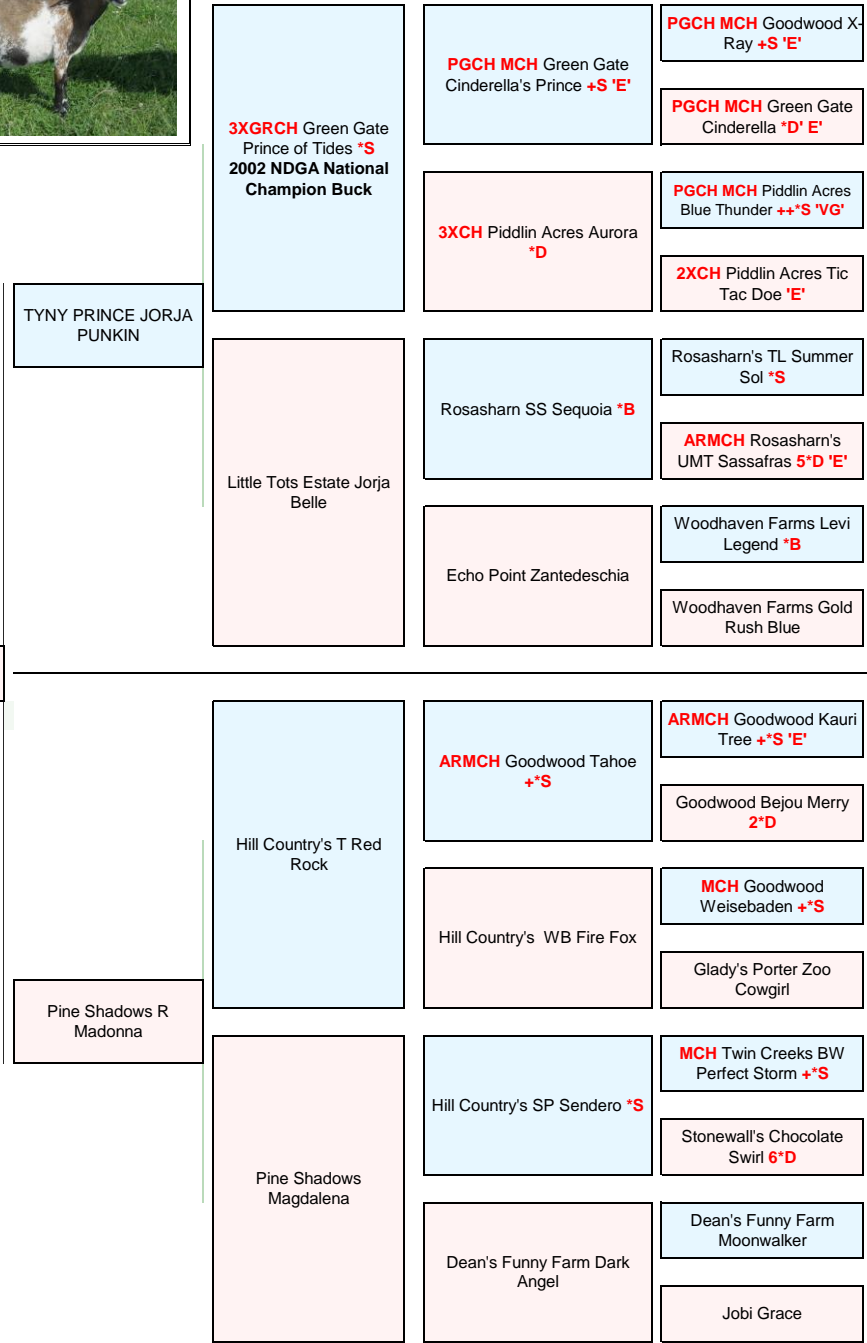 TYNY PRINCE JORJA
PUNKIN
3XGRCH Green Gate
Prince of Tides *S
2002 NDGA National
Champion Buck
PGCH MCH Green Gate
Cinderella's Prince +S 'E'
PGCH MCH Goodwood X-
Ray +S 'E'
PGCH MCH Green Gate
Cinderella *D' E'
3XCH Piddlin Acres Aurora
*D
PGCH MCH Piddlin Acres
Blue Thunder ++*S 'VG'
2XCH Piddlin Acres Tic
Tac Doe 'E'
Little Tots Estate Jorja
Belle
Rosasharn SS Sequoia *B
Rosasharn's TL Summer
Sol *S
ARMCH Rosasharn's
UMT Sassafras 5*D 'E'
Echo Point Zantedeschia
Woodhaven Farms Levi
Legend *B
Woodhaven Farms Gold
Rush Blue
Pine Shadows R
Madonna
Hill Country's T Red
Rock
ARMCH Goodwood Tahoe
+*S
ARMCH Goodwood Kauri
Tree +*S 'E'
Goodwood Bejou Merry
2*D
Hill Country's  WB Fire Fox
MCH Goodwood
Weisebaden +*S
Glady's Porter Zoo
Cowgirl
Pine Shadows
Magdalena
Hill Country's SP Sendero *S
MCH Twin Creeks BW
Perfect Storm +*S
Stonewall's Chocolate
Swirl 6*D
Dean's Funny Farm Dark
Angel
Dean's Funny Farm
Moonwalker
Jobi Grace